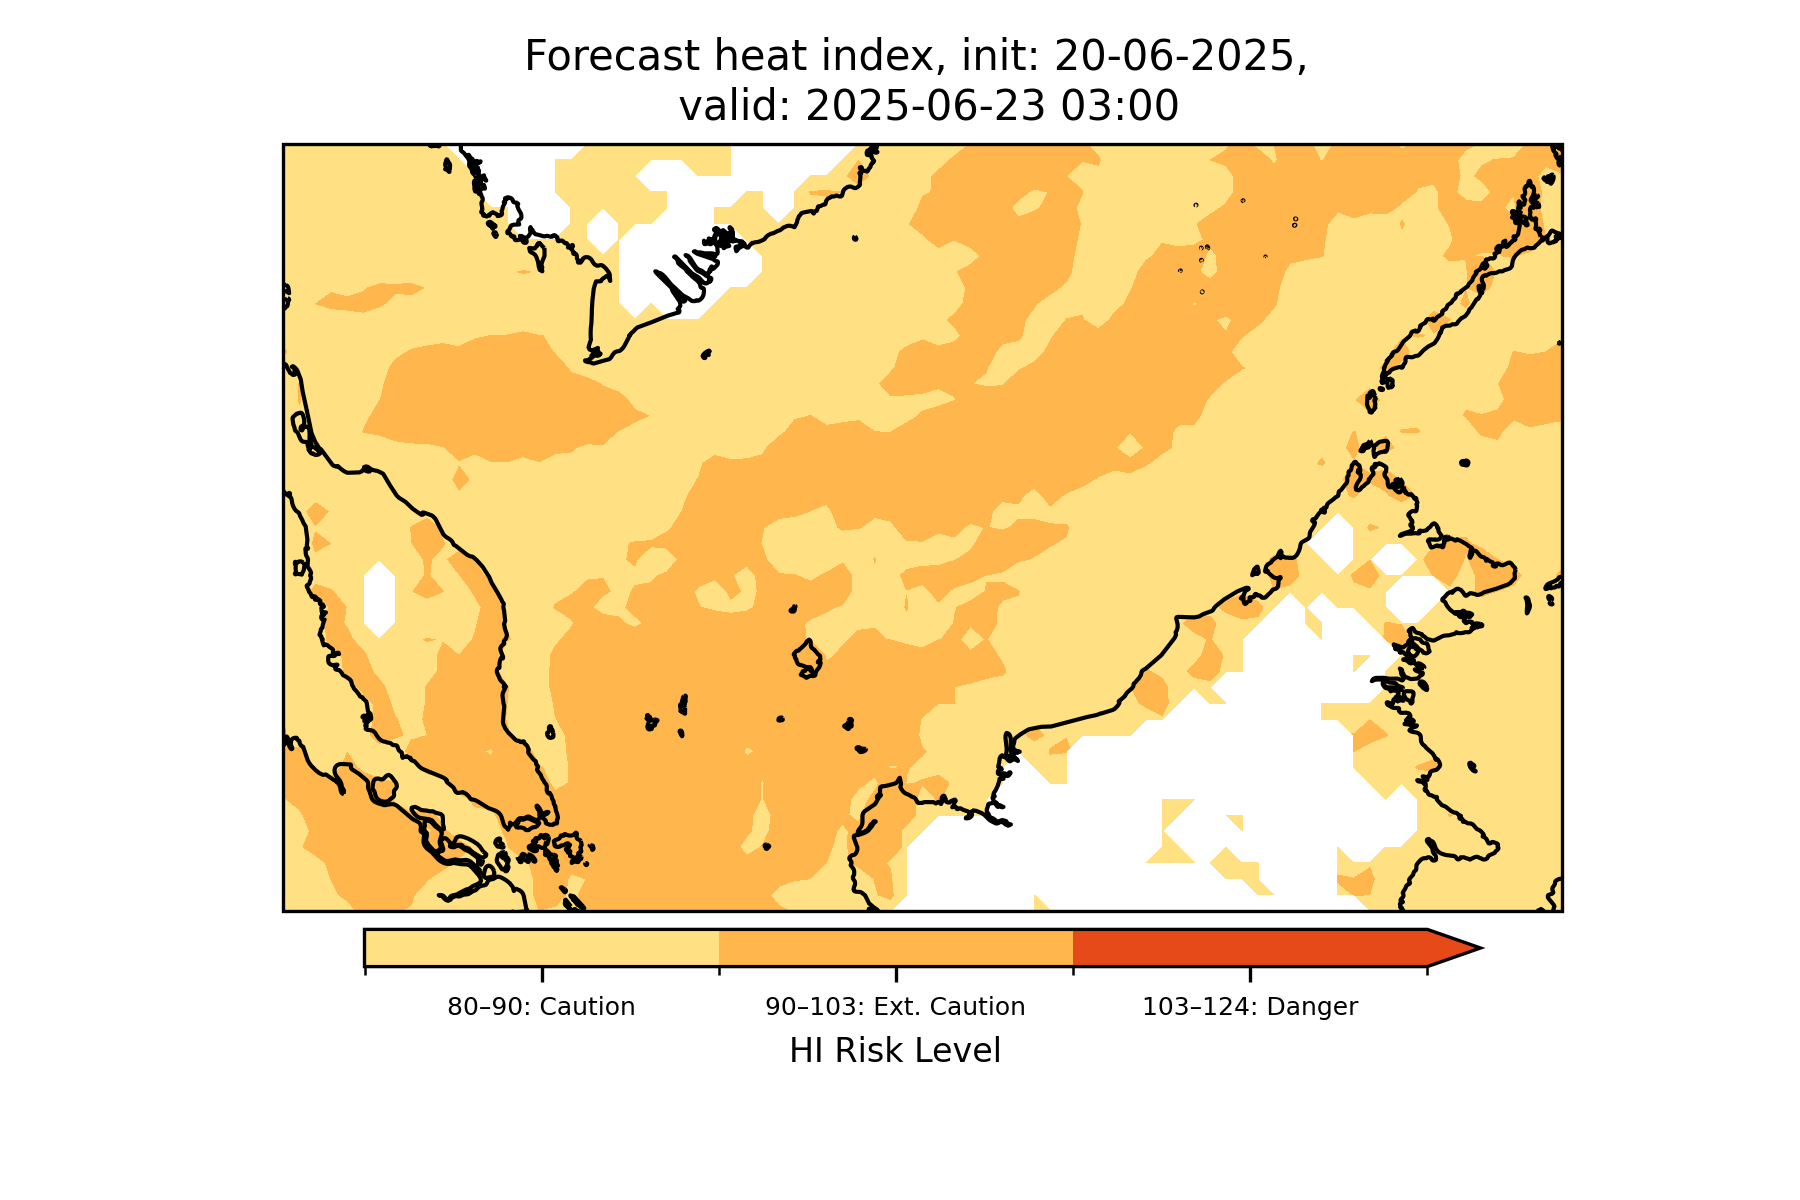 Forecast heat index, init: 20-06-2025,
valid: 2025-06-23 03:00
80–90: Caution
90–103: Ext. Caution
103–124: Danger
HI Risk Level